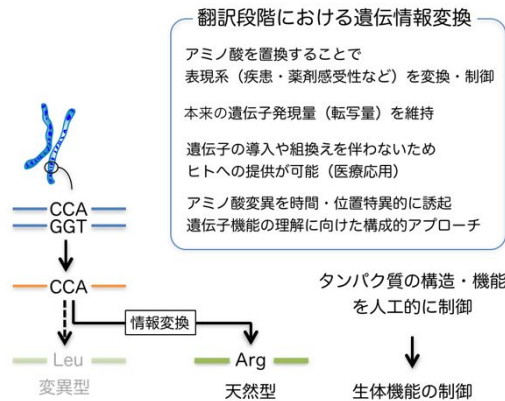 翻訳段階における遺伝情報変換
アミノ酸を置換することで
表現系（疾患・薬剤感受性など）を変換・制御
本来の遺伝子発現量（転写量）を維持
遺伝子の導入や組換えを伴わないため
ヒトへの提供が可能（医療応用）
アミノ酸変異を時間・位置特異的に誘起
遺伝子機能の理解に向けた構成的アプローチ
CCA
GGT
CCA
情報変換
Leu
変異型
Arg
天然型
タンパク質の構造・機能
を人工的に制御
生体機能の制御